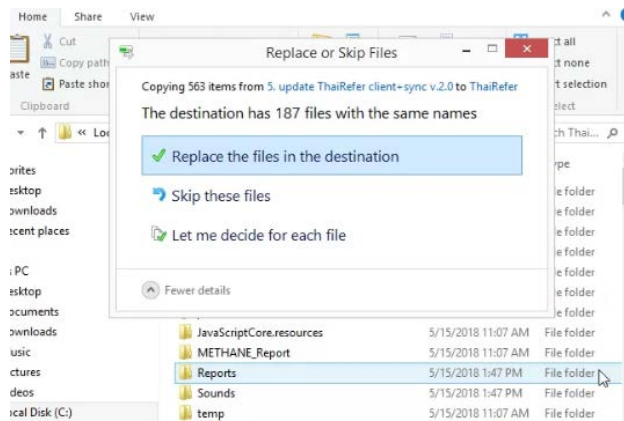 Home Share View
Cut
Copy path
Paste shor
aste
Clipboard
t all
t none
t selection
elect
Replace or Skip Files
Copying 563 items from 5. update ThaiRefer client+sync v.2.0 to ThaiRefer
The destination has 187 files with the same names
Replace the files in the destination
Skip these files
Let me decide for each file
Fewer details
« Loc
ch Thai...
orites
esktop
ownloads
ecent places
s PC
esktop
ocuments
ownloads
usic
ctures
deos
ocal Disk (C:)
ype
e folder
e folder
e folder
e folder
e folder
e folder
File folder
JavaScriptCore.resources 5/15/2018 11:07 AM File folder
METHANE_Report 5/15/2018 11:07 AM File folder
Reports 5/15/2018 1:47 PM File folder
Sounds 5/15/2018 1:47 PM File folder
temp 5/15/2018 11:07 AM File folder